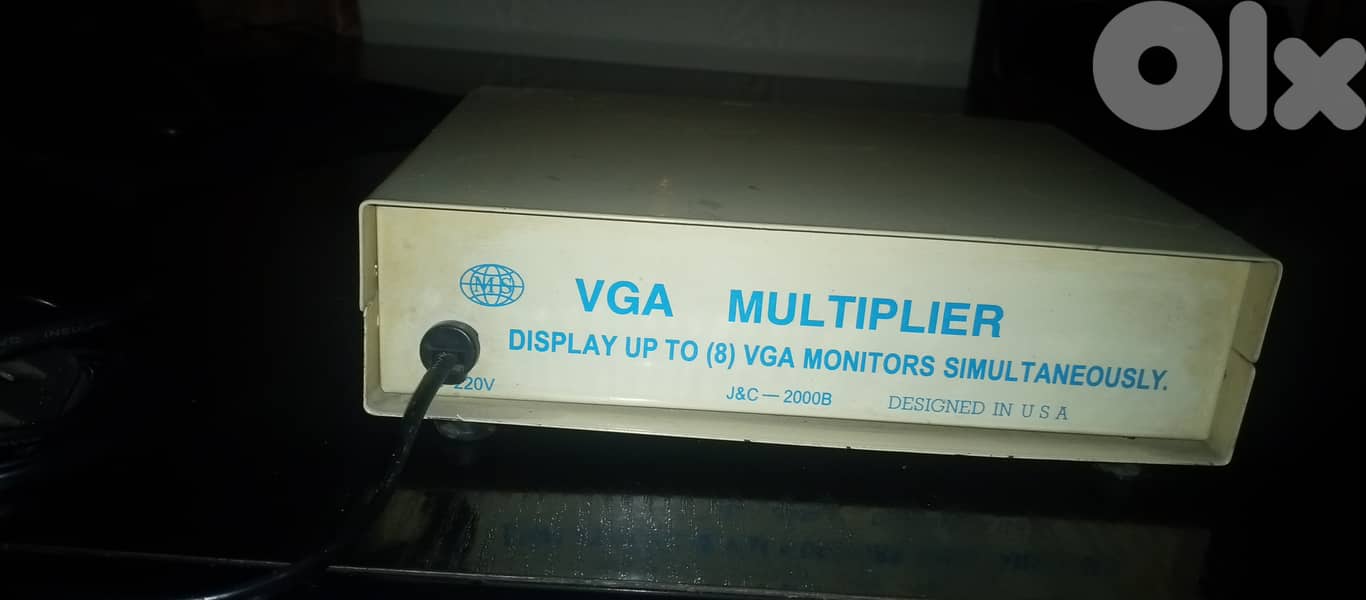 olx
MS
VGA MULTIPLIER
DISPLAY UP TO (8) VGA MONITORS SIMULTANEOUSLY.
220V
J&C — 2000B
DESIGNED IN U S A